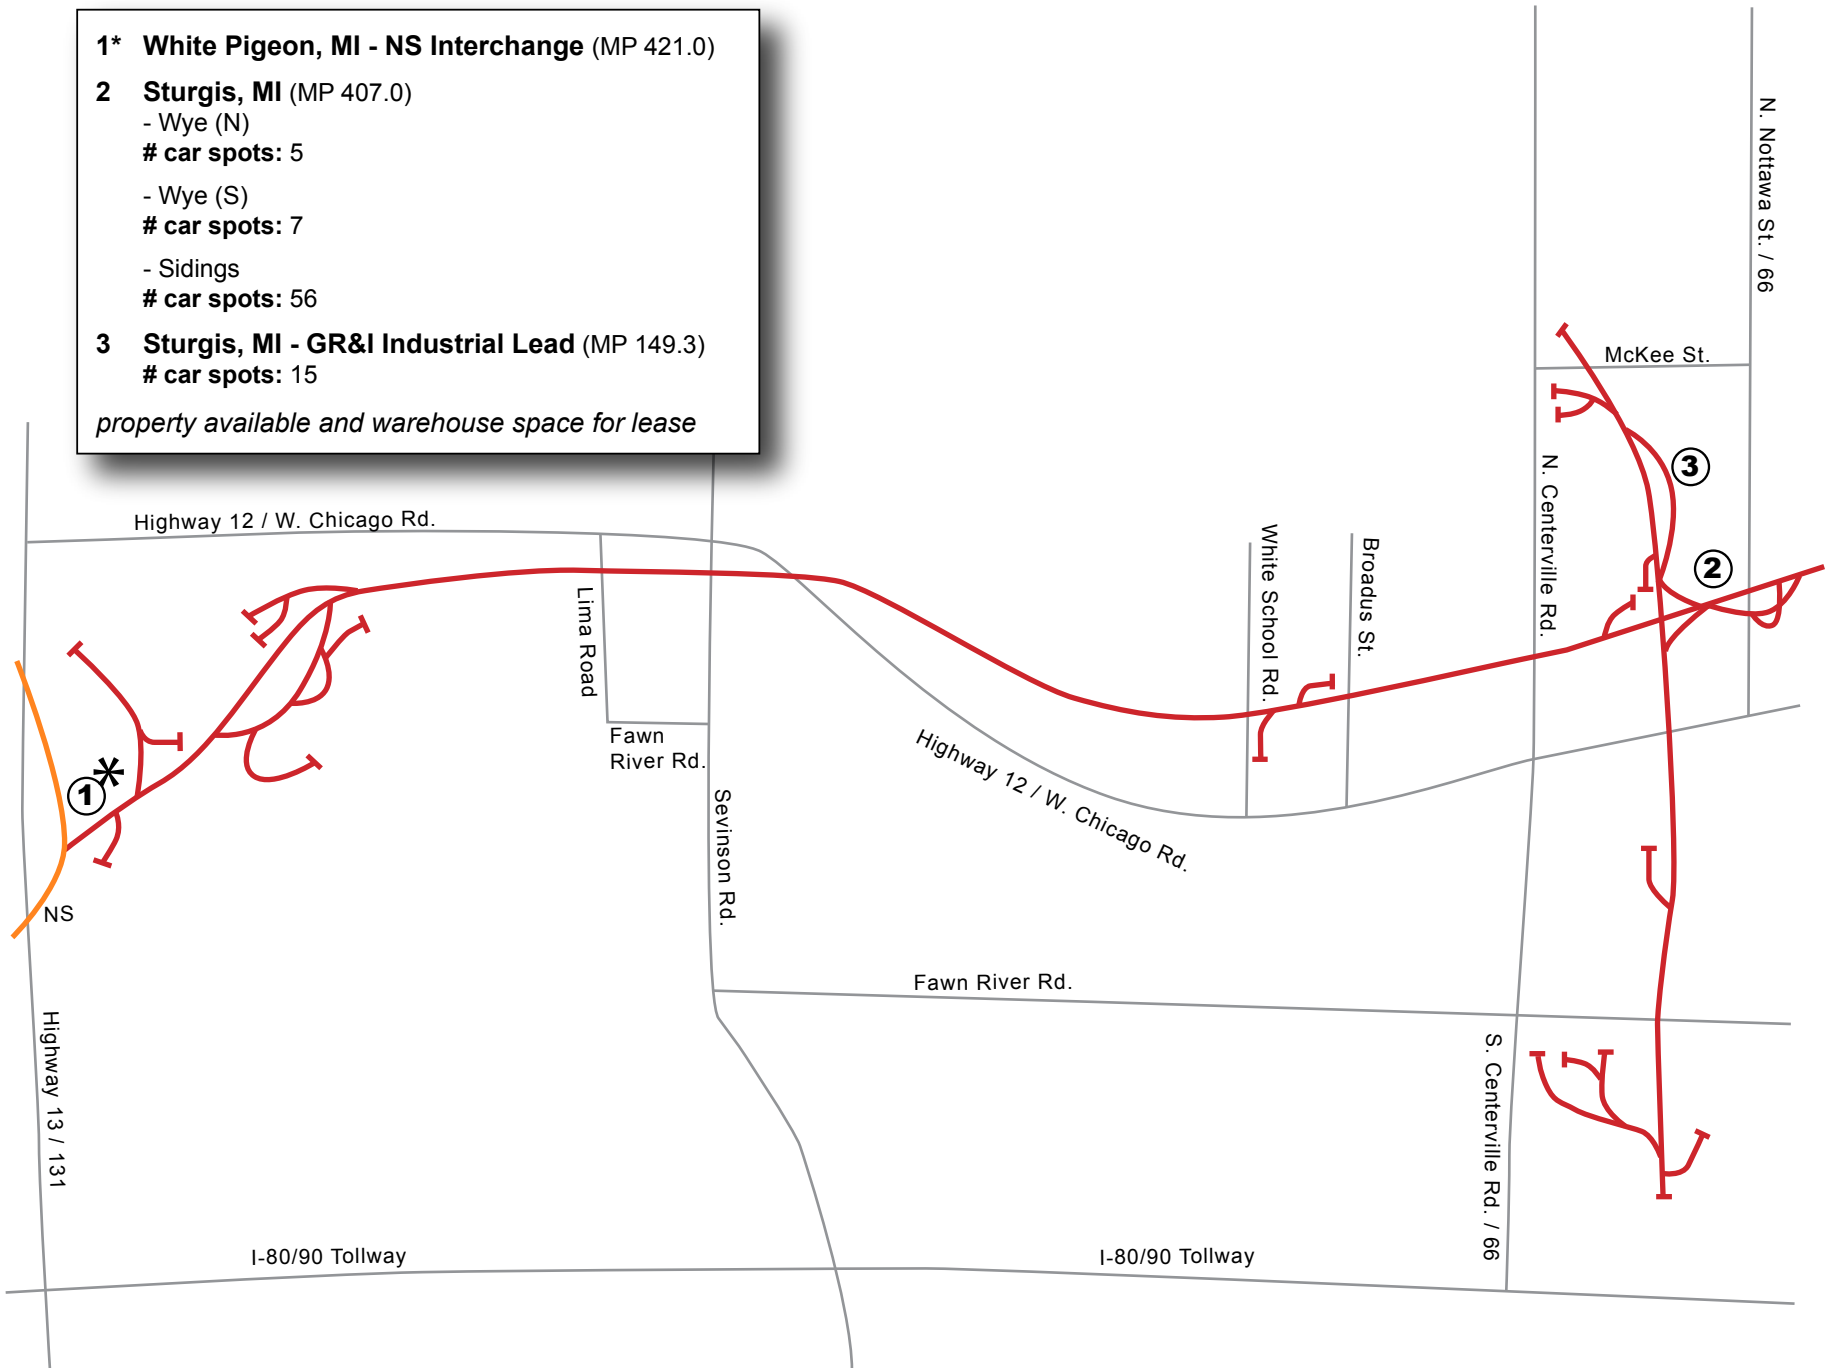 1* White Pigeon, MI - NS Interchange (MP 421.0)
2 Sturgis, MI (MP 407.0)
- Wye (N)
# car spots: 5
- Wye (S)
# car spots: 7
- Sidings
# car spots: 56
3 Sturgis, MI - GR&I Industrial Lead (MP 149.3)
# car spots: 15
property available and warehouse space for lease
N. Nottawa St. / 66
McKee St.
3
N. Centerville Rd.
Highway 12 / W. Chicago Rd.
White School Rd.
Broadus St.
2
Lima Road
Fawn
River Rd.
Highway 12 / W. Chicago Rd.
1*
Sevinson Rd.
NS
Fawn River Rd.
Highway 13 / 131
S. Centerville Rd. / 66
I-80/90 Tollway
I-80/90 Tollway